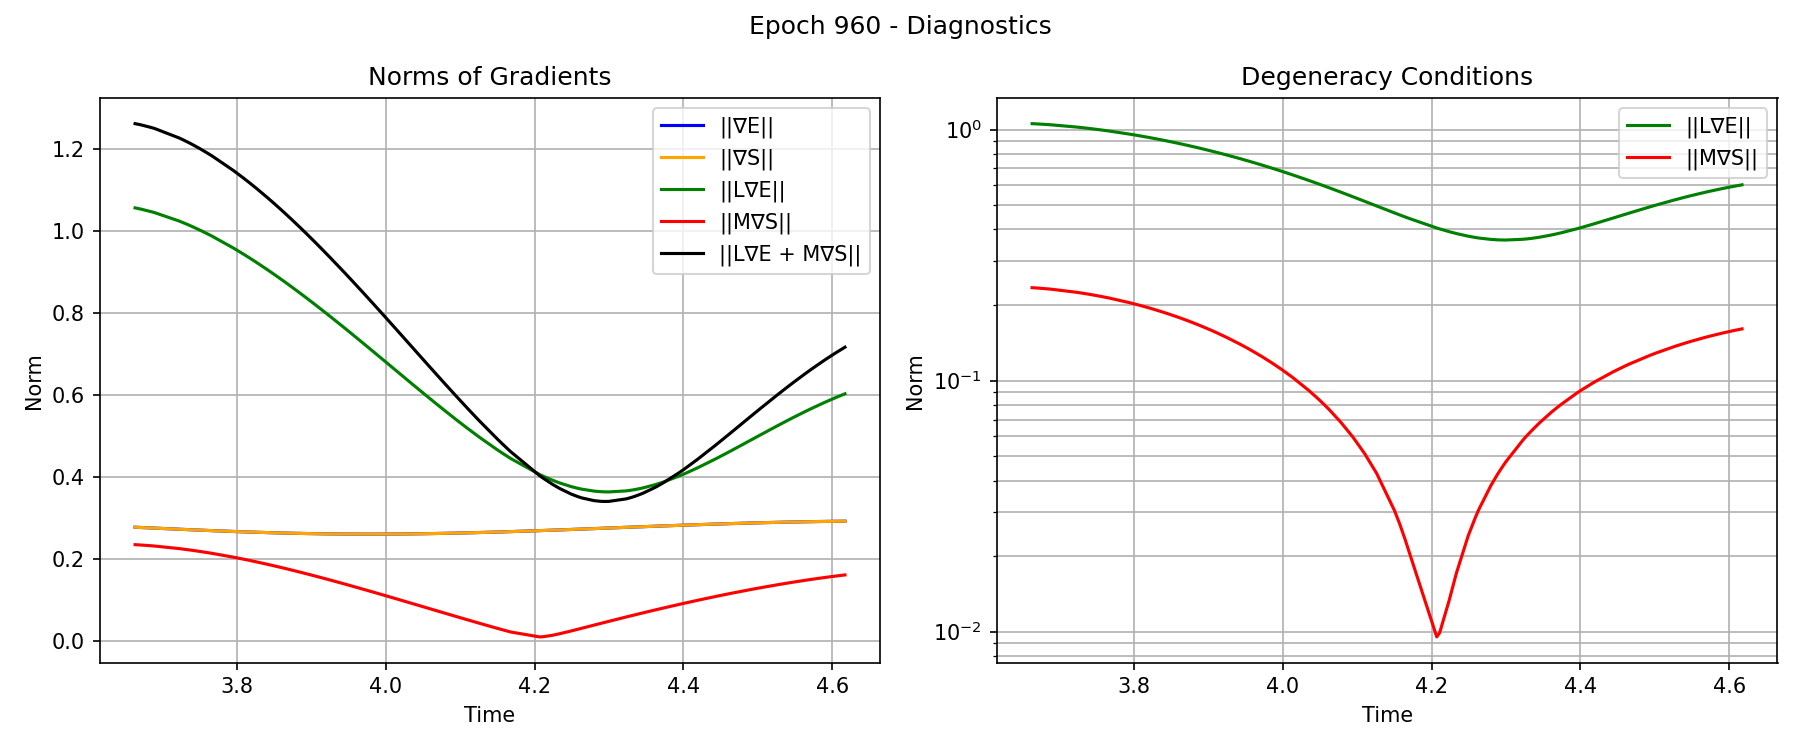 Epoch 960 - Diagnostics
Norms of Gradients
||∇E||
||∇S||
||L∇E||
||M∇S||
||L∇E + M∇S||
1.2
1.0
0.8
0.6
0.4
0.2
0.0
Norm
3.8 4.0 4.2 4.4 4.6
Time
Degeneracy Conditions
||L∇E||
||M∇S||
10⁰
10⁻¹
10⁻²
Norm
3.8 4.0 4.2 4.4 4.6
Time